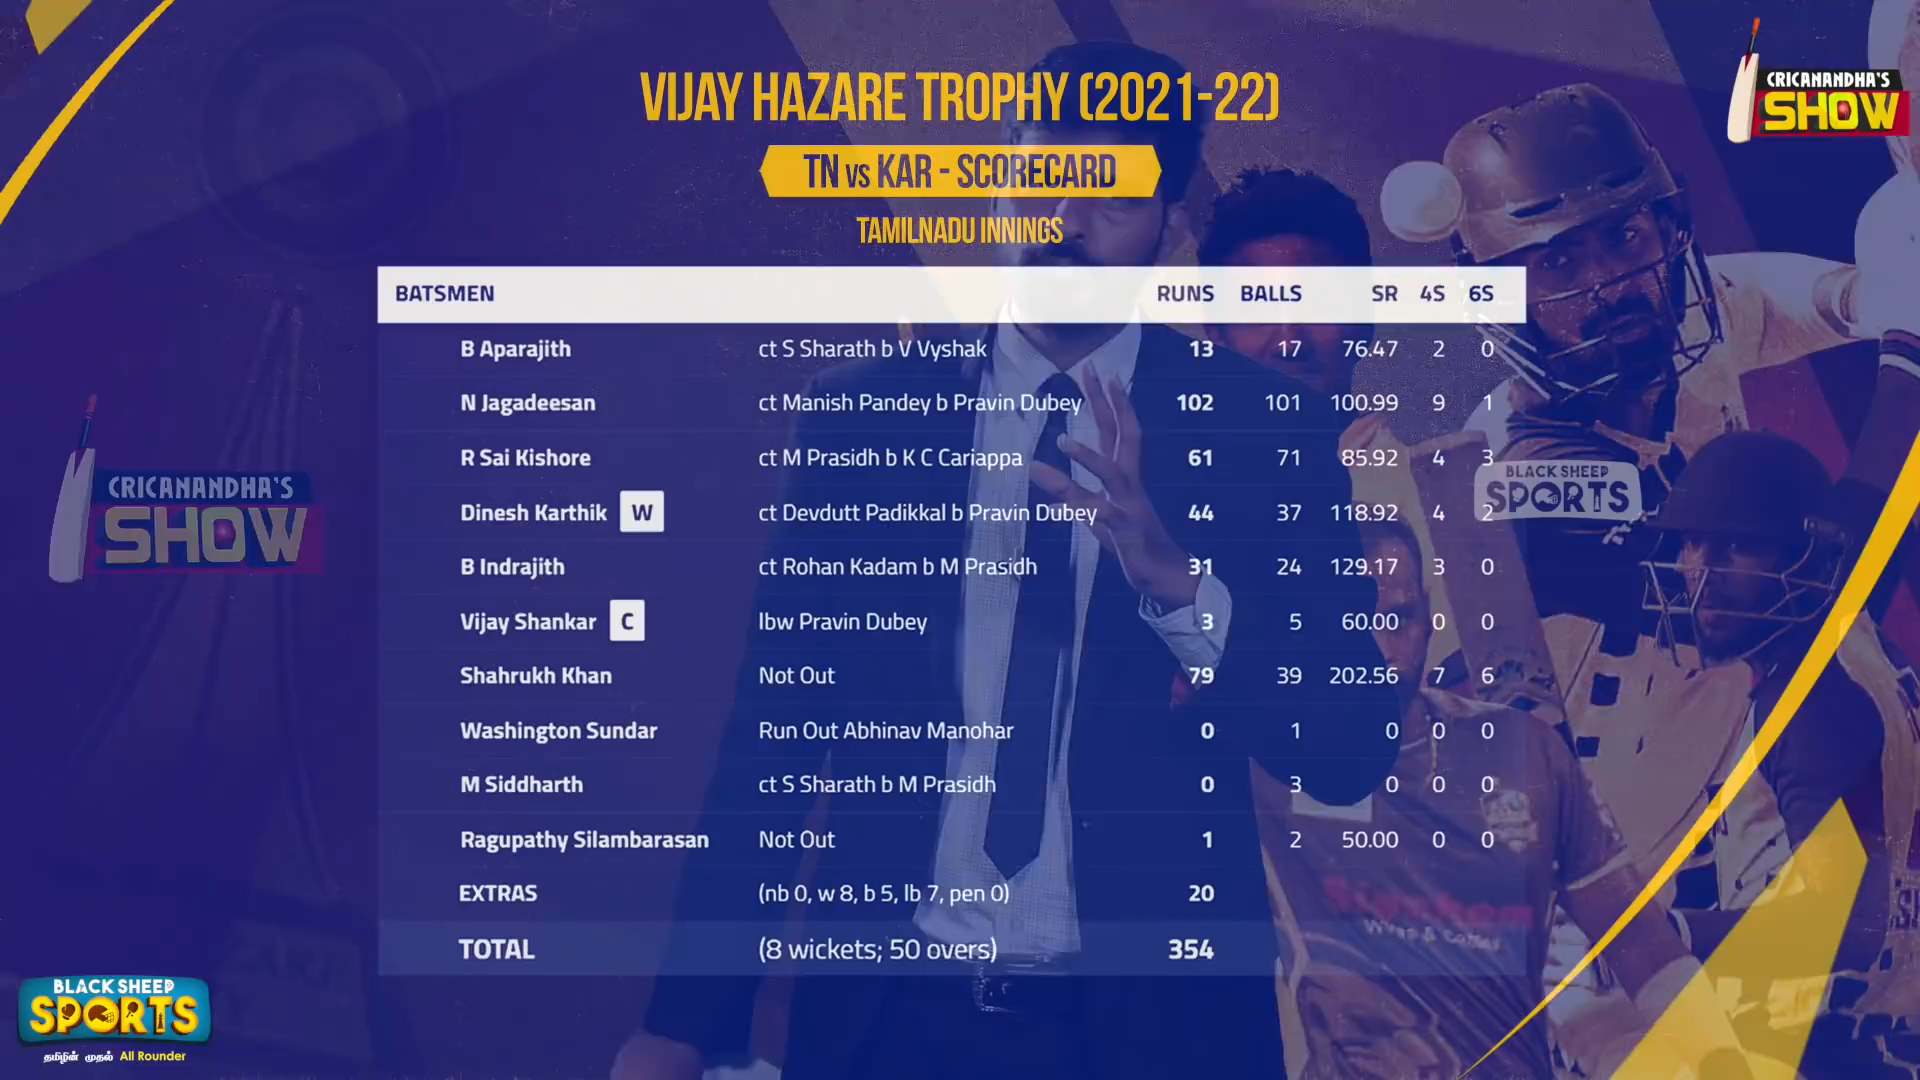 VIJAY HAZARE TROPHY (2021-22)
CRICANANDHA'S
SHOW
TN VS KAR - SCORECARD
TAMILNADU INNINGS
BATSMEN RUNS BALLS SR 4S 6S
B Aparajith ct S Sharath b V Vyshak 13 17 76.47 2 0
N Jagadeesan ct Manish Pandey b Pravin Dubey 102 101 100.99 9 1
R Sai Kishore ct M Prasidh b K C Cariappa 61 71 85.92 4 3
CRICANANDHA'S
SHOW
BLACK SHEEP
SPORTS
Dinesh Karthik W ct Devdutt Padikkal b Pravin Dubey 44 37 118.92 4 2
B Indrajith ct Rohan Kadam b M Prasidh 31 24 129.17 3 0
Vijay Shankar C lbw Pravin Dubey 3 5 60.00 0 0
Shahrukh Khan Not Out 79 39 202.56 7 6
Washington Sundar Run Out Abhinav Manohar 0 1 0 0 0
M Siddharth ct S Sharath b M Prasidh 0 3 0 0 0
Ragupathy Silambarasan Not Out 1 2 50.00 0 0
EXTRAS (nb 0, w 8, b 5, lb 7, pen 0) 20
TOTAL (8 wickets; 50 overs) 354
BLACK SHEEP
SPORTS
தமிழின் முதல் All Rounder